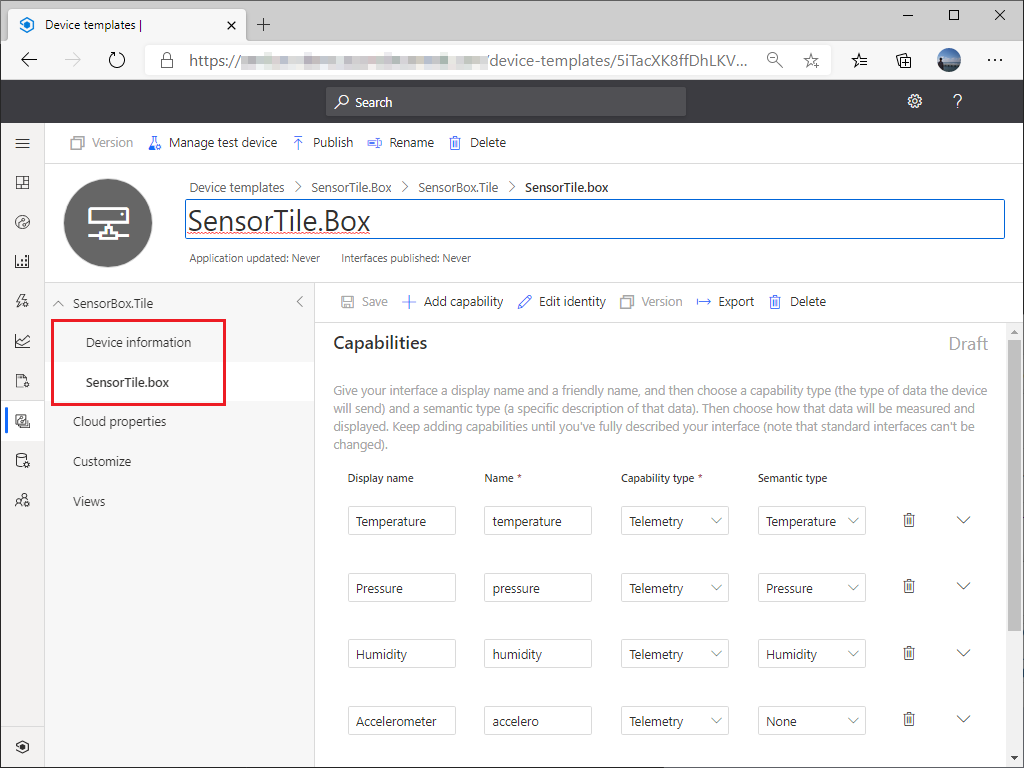 Device templates |
https:// /device-templates/5iTacXK8ffDhLKV...
Search
?
Version Manage test device Publish Rename Delete
Device templates > SensorTile.Box > SensorBox.Tile > SensorTile.box
SensorTile.Box
Application updated: Never Interfaces published: Never
SensorBox.Tile
Device information
SensorTile.box
Cloud properties
Customize
Views
Save Add capability Edit identity Version Export Delete
Capabilities Draft
Give your interface a display name and a friendly name, and then choose a capability type (the type of data the device
will send) and a semantic type (a specific description of that data). Then choose how that data will be measured and
displayed. Keep adding capabilities until you've fully described your interface (note that standard interfaces can't be
changed).
Display name Name * Capability type * Semantic type
Temperature temperature Telemetry Temperature
Pressure pressure Telemetry Pressure
Humidity humidity Telemetry Humidity
Accelerometer accelero Telemetry None